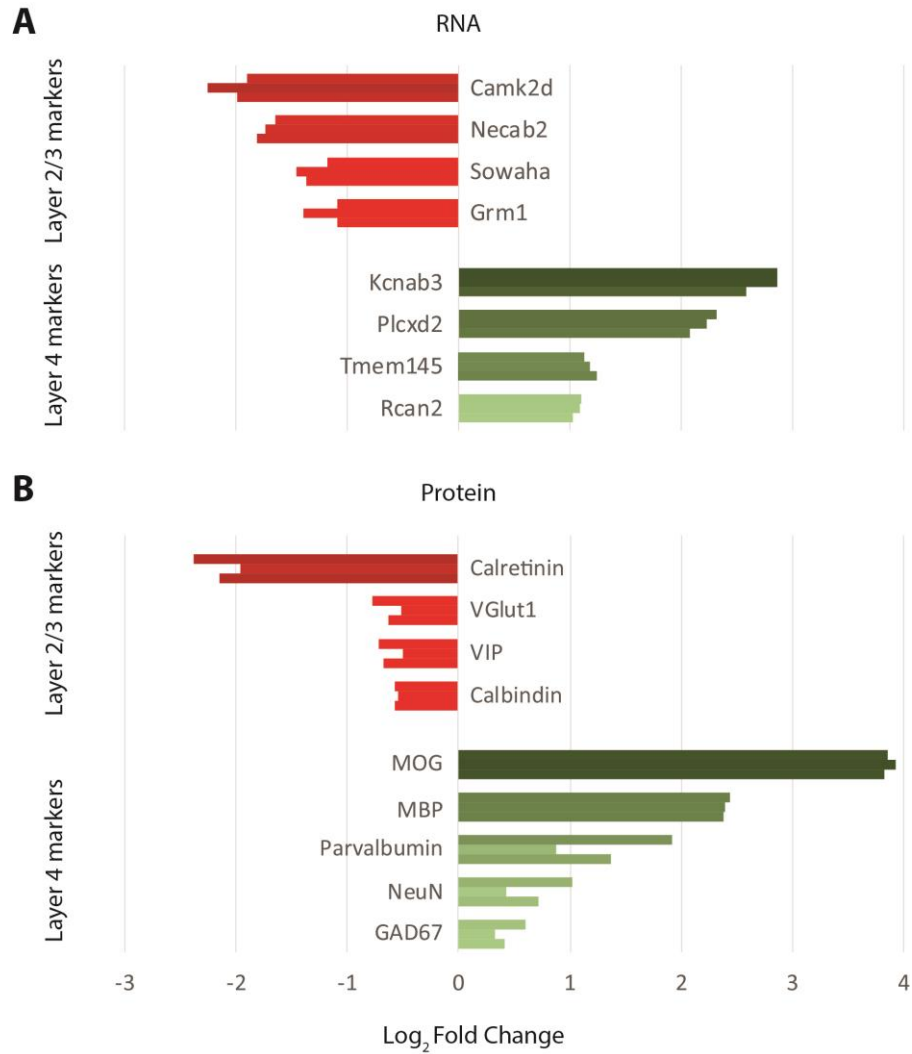 A
RNA
Layer 2/3 markers
Camk2d
Necab2
Sowaha
Grm1
Layer 4 markers
Kcnab3
Plcxd2
Tmem145
Rcan2
B
Protein
Layer 2/3 markers
Calretinin
VGlut1
VIP
Calbindin
Layer 4 markers
MOG
MBP
Parvalbumin
NeuN
GAD67
-3 -2 -1 0 1 2 3 4
Log₂ Fold Change